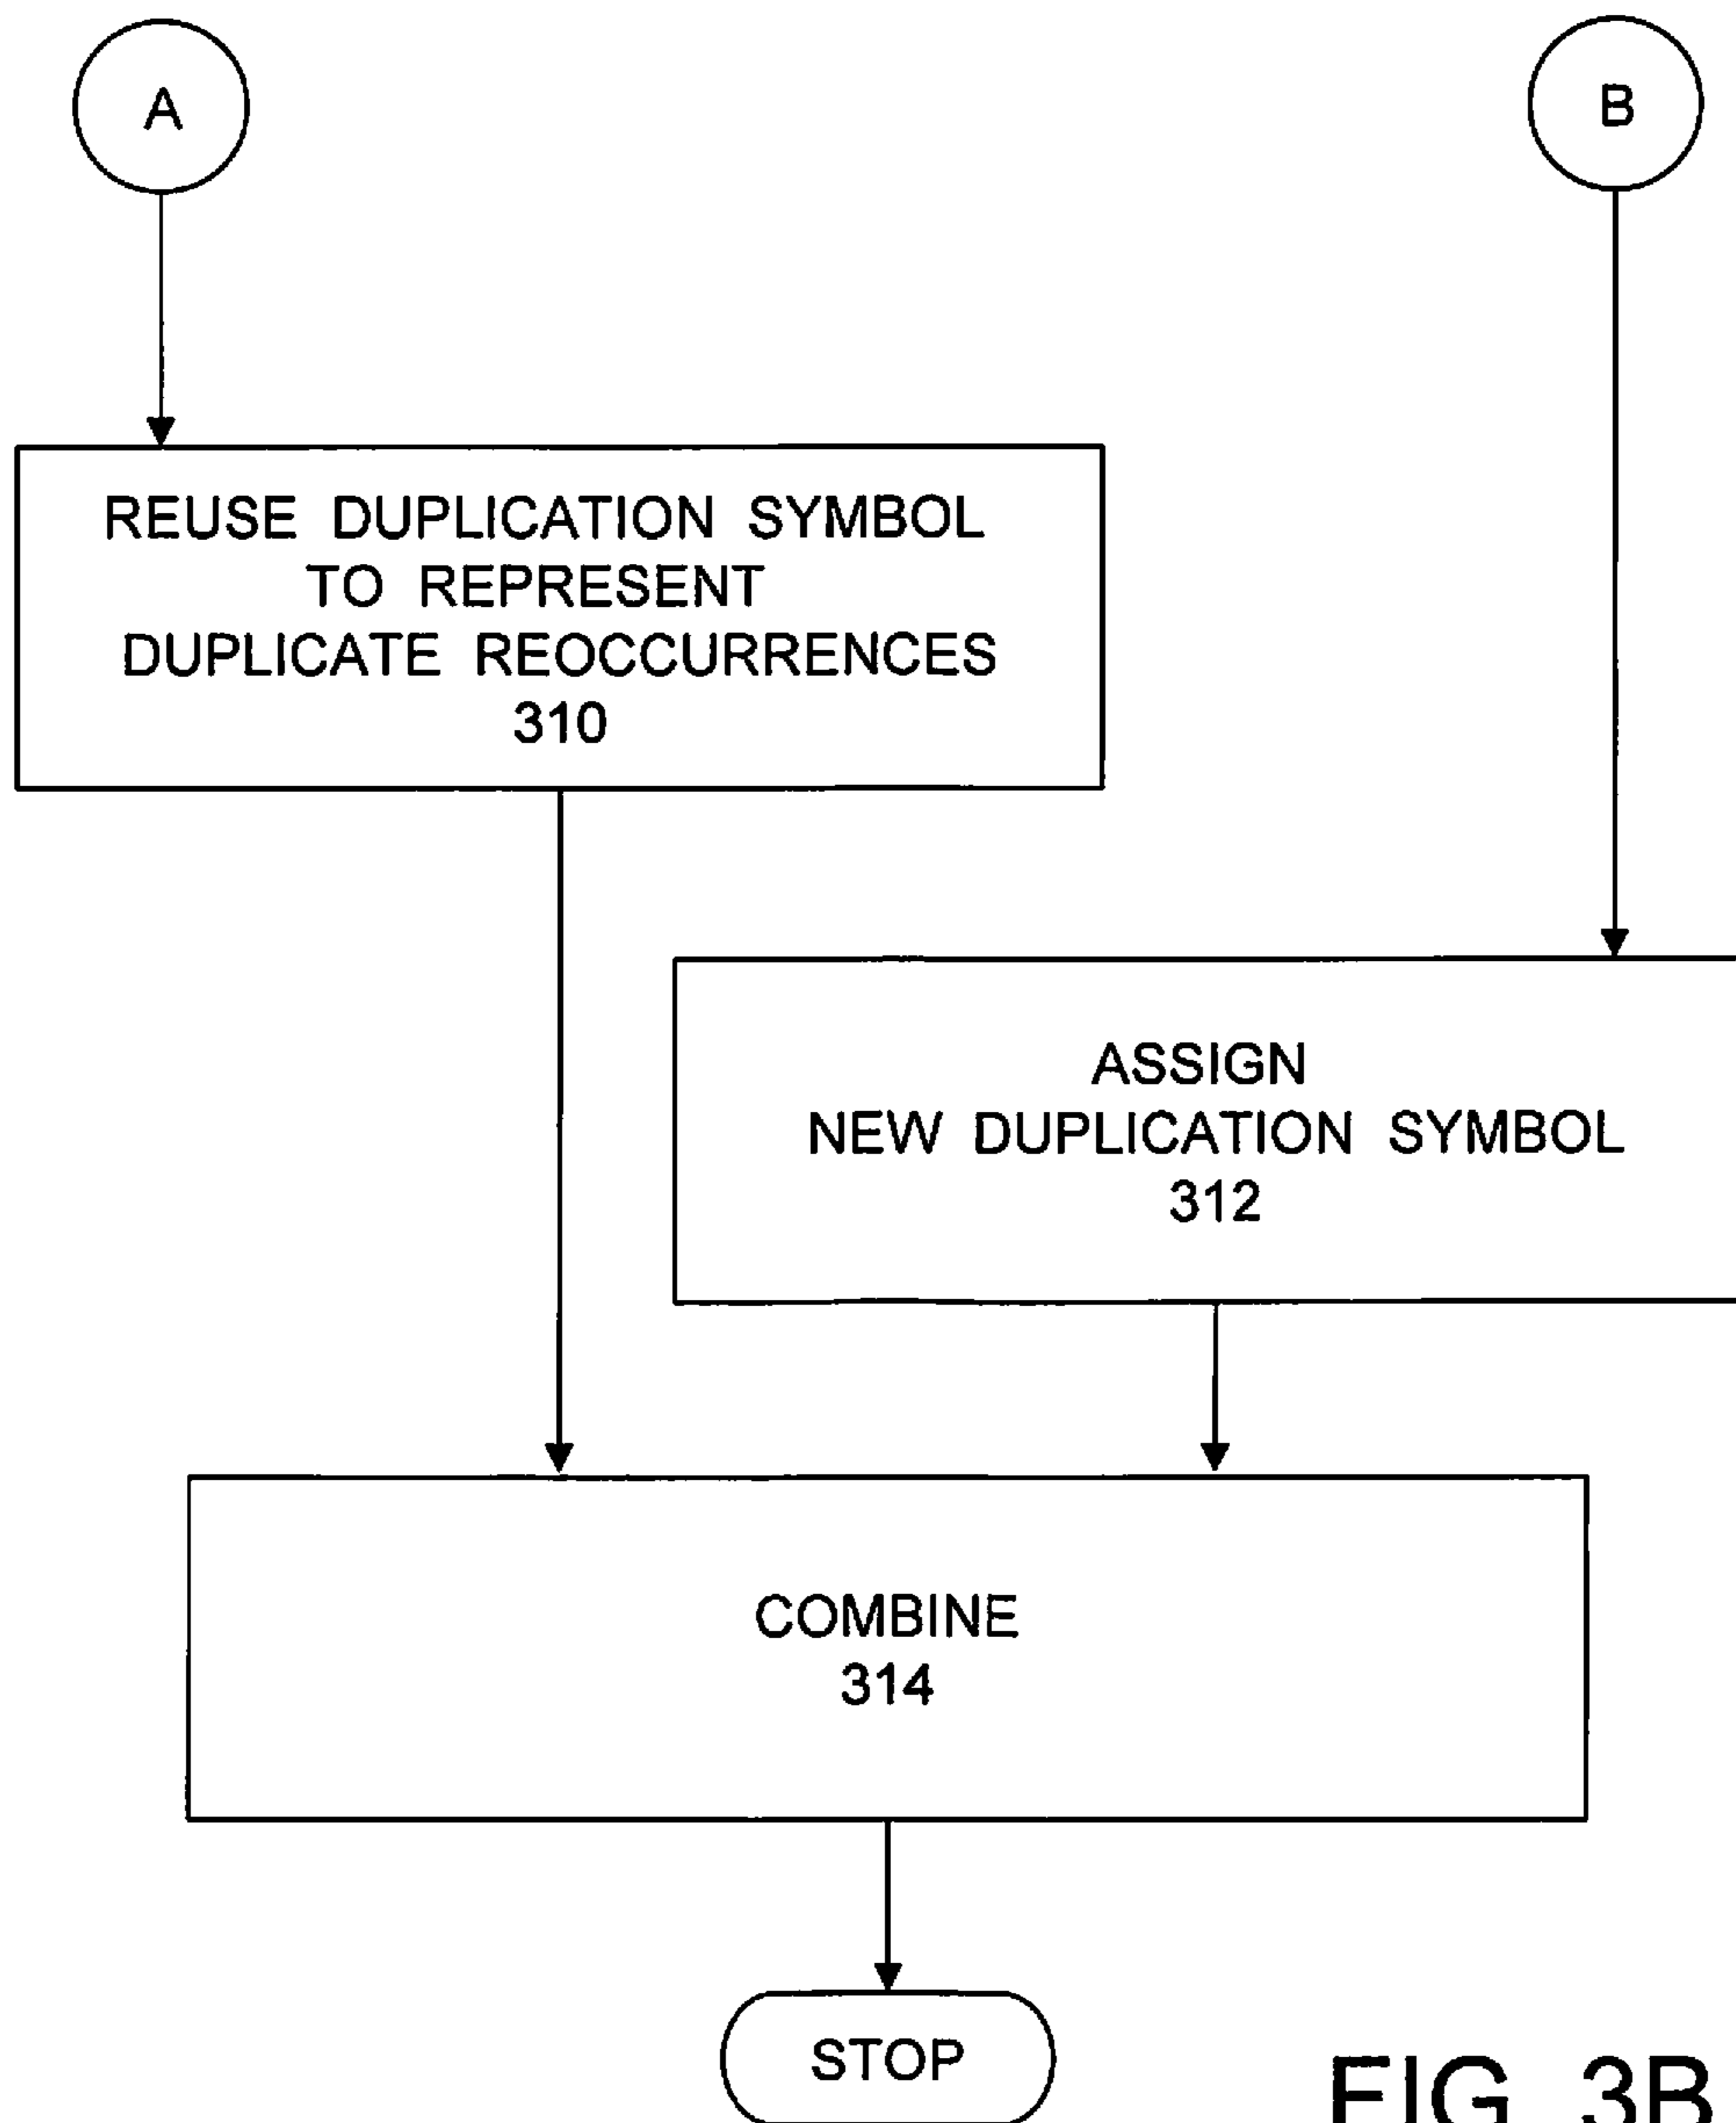 A
B
REUSE DUPLICATION SYMBOL
TO REPRESENT
DUPLICATE REOCCURRENCES
310
ASSIGN
NEW DUPLICATION SYMBOL
312
COMBINE
314
STOP
FIG. 3B